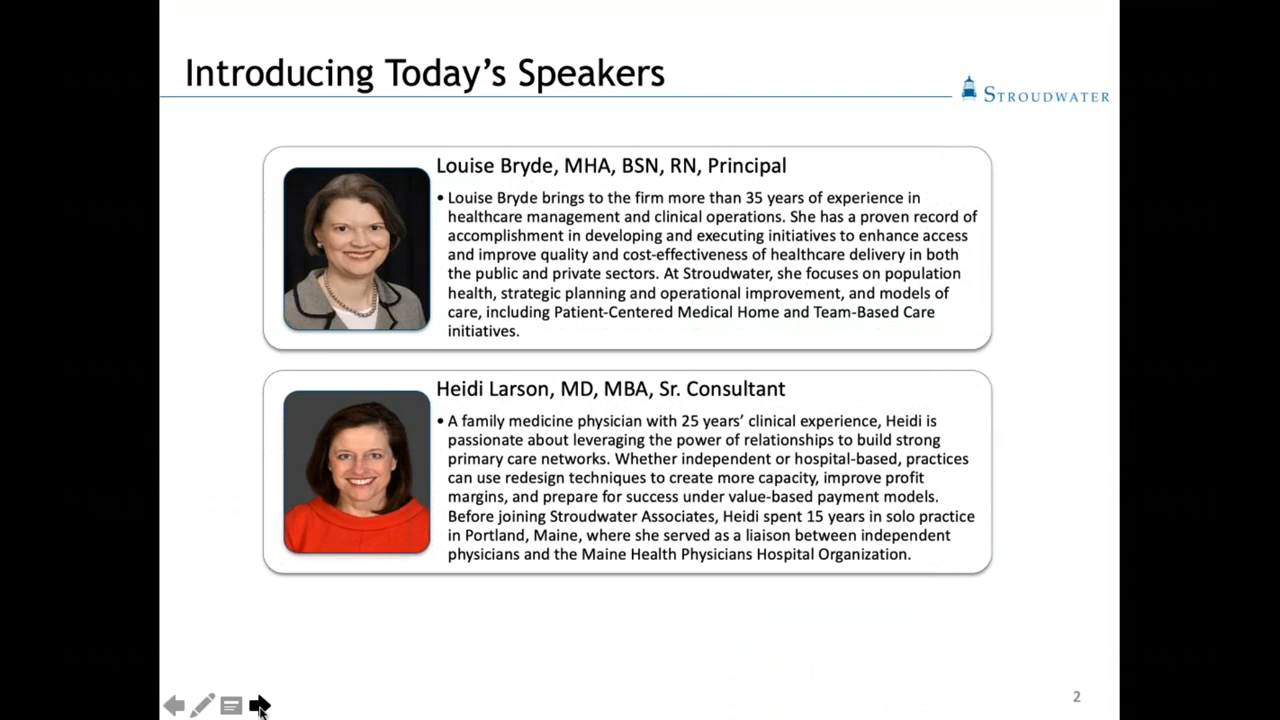 Introducing Today's Speakers
STROUDWATER
Louise Bryde, MHA, BSN, RN, Principal
• Louise Bryde brings to the firm more than 35 years of experience in
healthcare management and clinical operations. She has a proven record of
accomplishment in developing and executing initiatives to enhance access
and improve quality and cost-effectiveness of healthcare delivery in both
the public and private sectors. At Stroudwater, she focuses on population
health, strategic planning and operational improvement, and models of
care, including Patient-Centered Medical Home and Team-Based Care
initiatives.
Heidi Larson, MD, MBA, Sr. Consultant
• A family medicine physician with 25 years' clinical experience, Heidi is
passionate about leveraging the power of relationships to build strong
primary care networks. Whether independent or hospital-based, practices
can use redesign techniques to create more capacity, improve profit
margins, and prepare for success under value-based payment models.
Before joining Stroudwater Associates, Heidi spent 15 years in solo practice
in Portland, Maine, where she served as a liaison between independent
physicians and the Maine Health Physicians Hospital Organization.
2